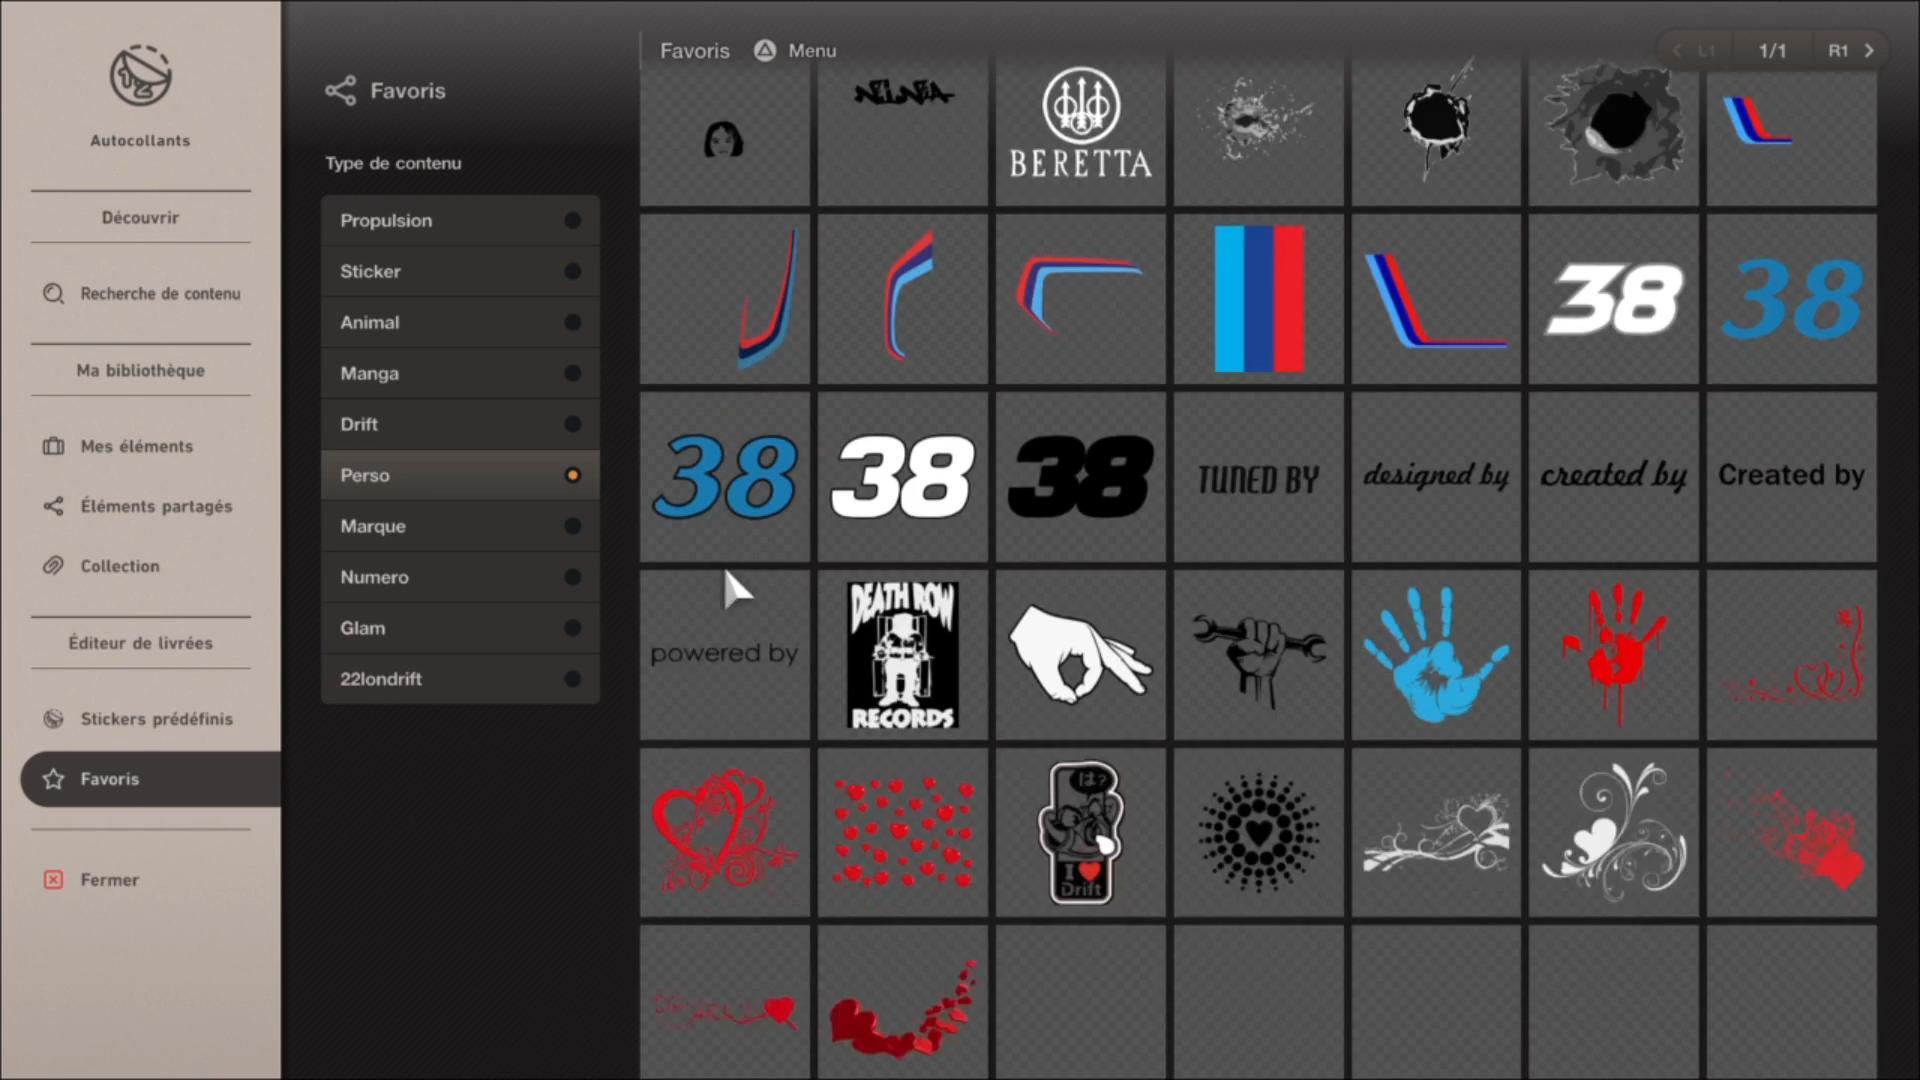 Autocollants
Découvrir
Recherche de contenu
Ma bibliothèque
Mes éléments
Éléments partagés
Collection
Éditeur de livrées
Stickers prédéfinis
Favoris
Fermer
Favoris
Type de contenu
Propulsion
Sticker
Animal
Manga
Drift
Perso
Marque
Numero
Glam
22londrift
Favoris
Menu
L1
1/1
R1
BERETTA
38
38
38
38
38
TUNED BY
designed by
created by
Created by
powered by
DEATH ROW
RECORDS
は?
I
Drift